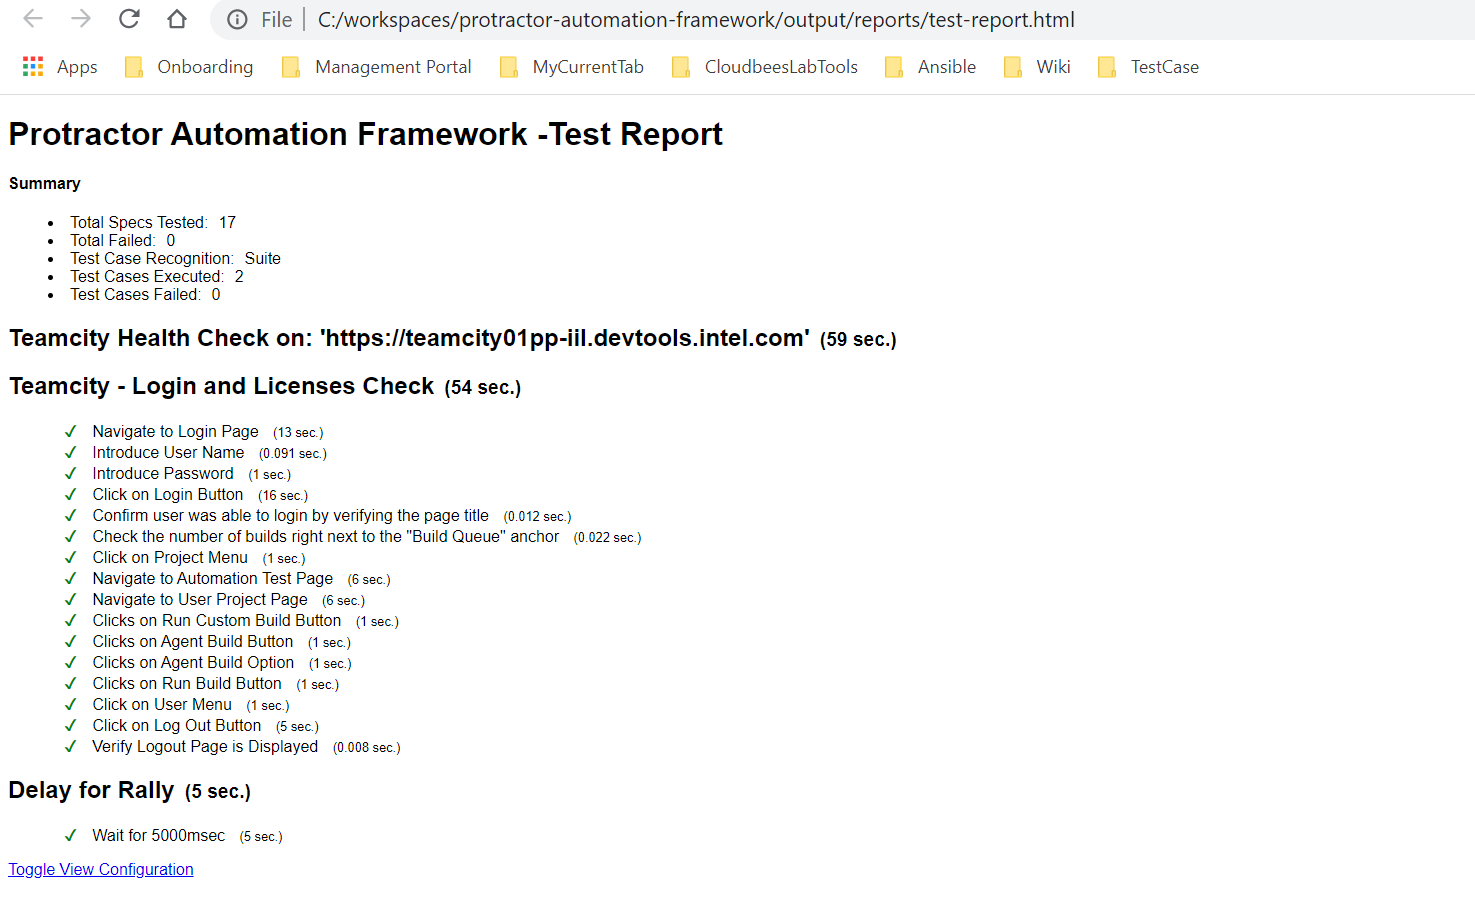 File | C:/workspaces/protractor-automation-framework/output/reports/test-report.html
Apps Onboarding Management Portal MyCurrentTab CloudbeesLabTools Ansible Wiki TestCase
Protractor Automation Framework -Test Report
Summary
• Total Specs Tested: 17
• Total Failed: 0
• Test Case Recognition: Suite
• Test Cases Executed: 2
• Test Cases Failed: 0
Teamcity Health Check on: 'https://teamcity01pp-iil.devtools.intel.com' (59 sec.)
Teamcity - Login and Licenses Check (54 sec.)
✓ Navigate to Login Page (13 sec.)
✓ Introduce User Name (0.091 sec.)
✓ Introduce Password (1 sec.)
✓ Click on Login Button (16 sec.)
✓ Confirm user was able to login by verifying the page title (0.012 sec.)
✓ Check the number of builds right next to the "Build Queue" anchor (0.022 sec.)
✓ Click on Project Menu (1 sec.)
✓ Navigate to Automation Test Page (6 sec.)
✓ Navigate to User Project Page (6 sec.)
✓ Clicks on Run Custom Build Button (1 sec.)
✓ Clicks on Agent Build Button (1 sec.)
✓ Clicks on Agent Build Option (1 sec.)
✓ Clicks on Run Build Button (1 sec.)
✓ Click on User Menu (1 sec.)
✓ Click on Log Out Button (5 sec.)
✓ Verify Logout Page is Displayed (0.008 sec.)
Delay for Rally (5 sec.)
✓ Wait for 5000msec (5 sec.)
Toggle View Configuration